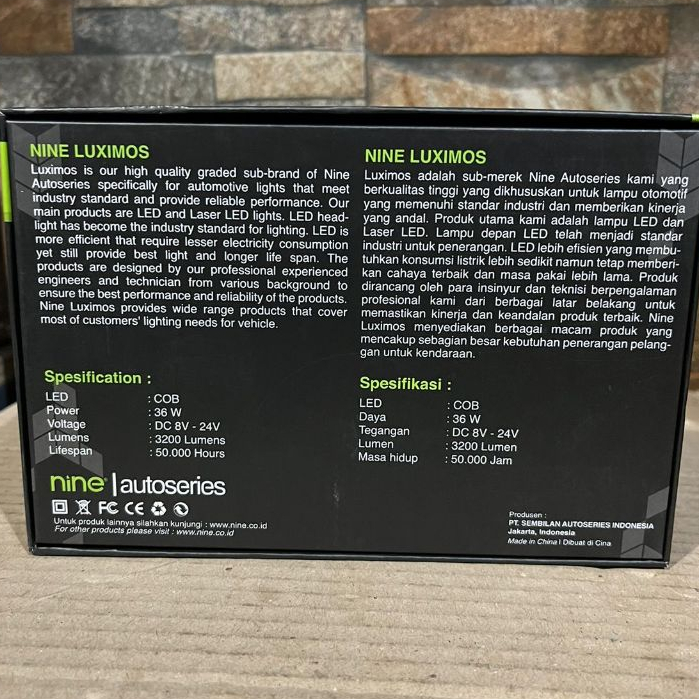 NINE LUXIMOS
Luximos is our high quality graded sub-brand of Nine
Autoseries specifically for automotive lights that meet
industry standard and provide reliable performance. Our
main products are LED and Laser LED lights. LED head-
light has become the industry standard for lighting. LED is
more efficient that require lesser electricity consumption
yet still provide best light and longer life span. The
products are designed by our professional experienced
engineers and technician from various background to
ensure the best performance and reliability of the products.
Nine Luximos provides wide range products that cover
most of customers' lighting needs for vehicle.
Spesification :
LED : COB
Power : 36 W
Voltage : DC 8V - 24V
Lumens : 3200 Lumens
Lifespan : 50.000 Hours
nine® | autoseries
FC CE
Untuk produk lainnya silahkan kunjungi : www.nine.co.id
For other products please visit : www.nine.co.id
NINE LUXIMOS
Luximos adalah sub-merek Nine Autoseries kami yang
berkualitas tinggi yang dikhususkan untuk lampu otomotif
yang memenuhi standar industri dan memberikan kinerja
yang andal. Produk utama kami adalah lampu LED dan
Laser LED. Lampu depan LED telah menjadi standar
industri untuk penerangan. LED lebih efisien yang membu-
tuhkan konsumsi listrik lebih sedikit namun tetap memberi-
kan cahaya terbaik dan masa pakai lebih lama. Produk
dirancang oleh para insinyur dan teknisi berpengalaman
profesional kami dari berbagai latar belakang untuk
memastikan kinerja dan keandalan produk terbaik. Nine
Luximos menyediakan berbagai macam produk yang
mencakup sebagian besar kebutuhan penerangan pelang-
gan untuk kendaraan.
Spesifikasi :
LED : COB
Daya : 36 W
Tegangan : DC 8V - 24V
Lumen : 3200 Lumen
Masa hidup : 50.000 Jam
Produsen :
PT. SEMBILAN AUTOSERIES INDONESIA
Jakarta, Indonesia
Made in China | Dibuat di Cina